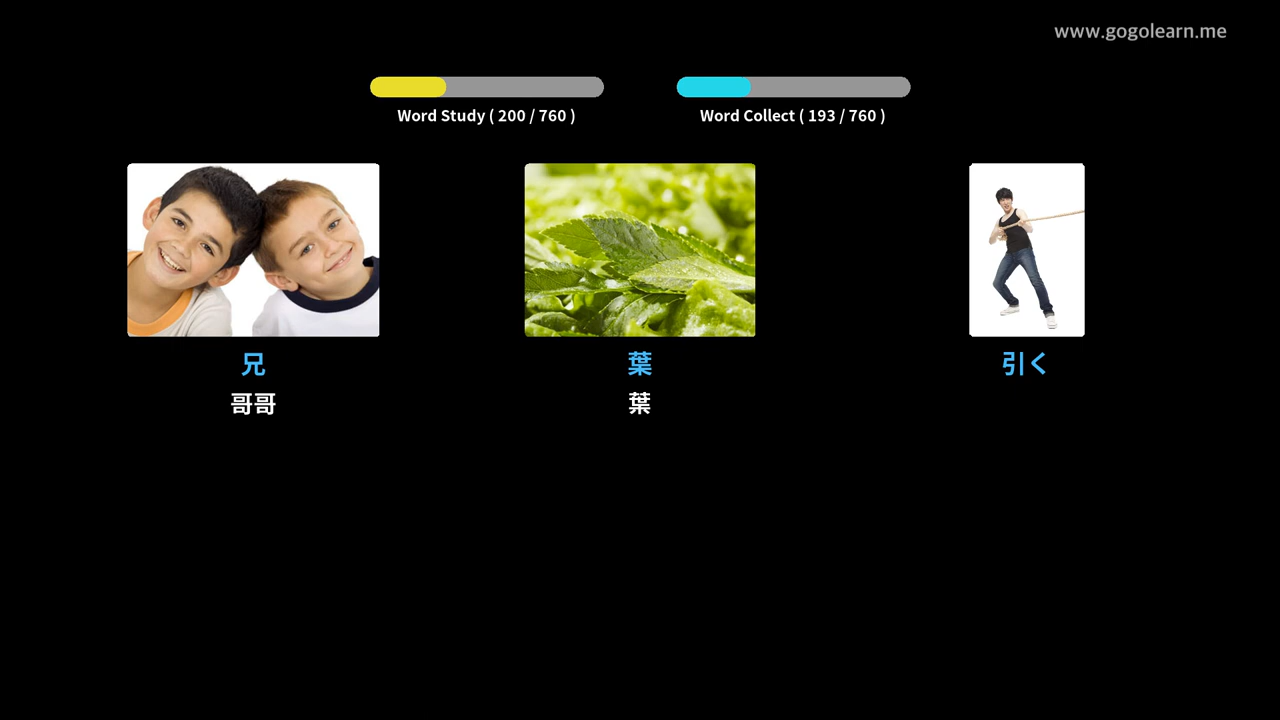 www.gogolearn.me
Word Study ( 200 / 760 )
Word Collect ( 193 / 760 )
兄
葉
引く
哥哥
葉